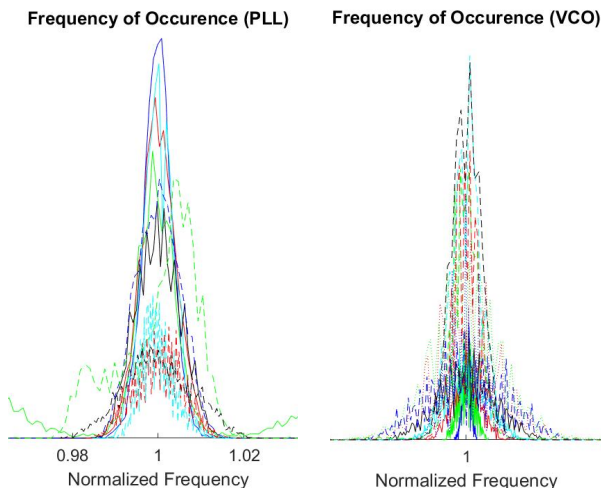 Frequency of Occurence (PLL)
0.98 1 1.02
Normalized Frequency
Frequency of Occurence (VCO)
1
Normalized Frequency